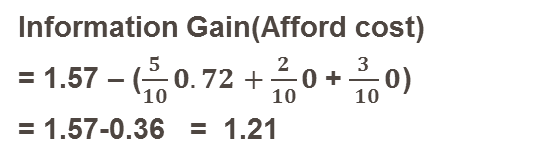 Information Gain(Afford cost)
= 1.57 – (5/10 0.72 + 2/10 0 + 3/10 0)
= 1.57-0.36 = 1.21